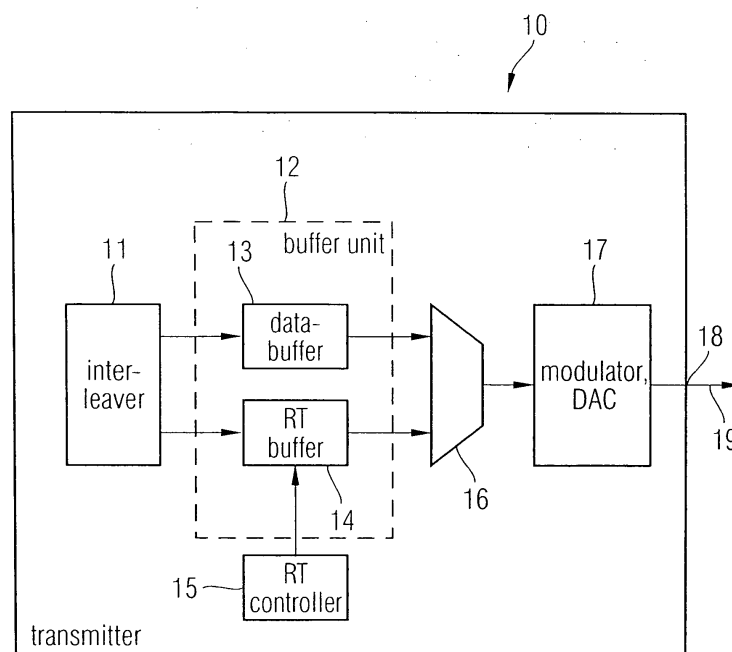 10
12
buffer unit
11
13
17
data-
buffer
18
inter-
leaver
modulator,
DAC
RT
buffer
19
16
14
15
RT
controller
transmitter